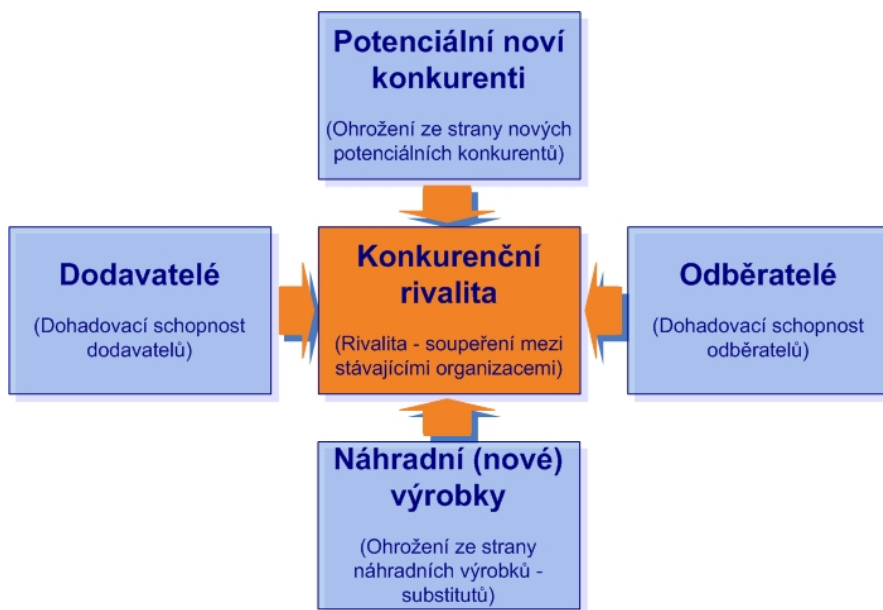 Potenciální noví
konkurenti
(Ohrožení ze strany nových
potenciálních konkurentů)
Dodavatelé
(Dohadovací schopnost
dodavatelů)
Konkurenční
rivalita
(Rivalita - soupeření mezi
stávajícími organizacemi)
Odběratelé
(Dohadovací schopnost
odběratelů)
Náhradní (nové)
výrobky
(Ohrožení ze strany
náhradních výrobků -
substitutů)